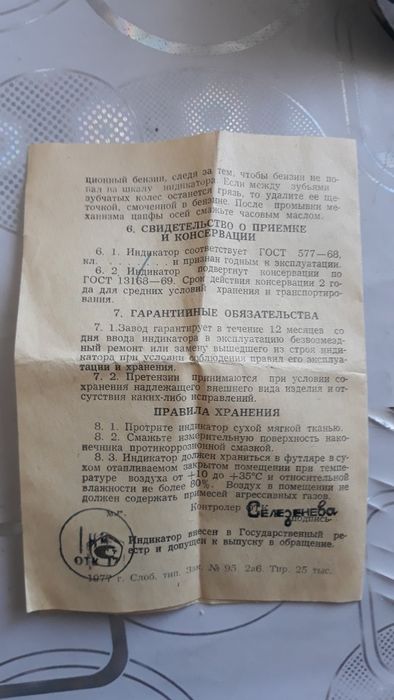 ционный бензин, следя за тем, чтобы бензин не по-
пал на шкалу индикатора. Если между зубьями
зубчатых колес останется грязь, то удалите ее ще-
точкой, смоченной в бензине. После промывки ме-
ханизма цапфы осей смажьте часовым маслом.
6. СВИДЕТЕЛЬСТВО О ПРИЕМКЕ
И КОНСЕРВАЦИИ
6. 1. Индикатор соответствует ГОСТ 577—68,
кл. . . . . . . . . и признан годным к эксплуатации.
6. 2 Индикатор подвергнут консервации по
ГОСТ 13168—69. Срок действия консервации 2 го-
да для средних условий хранения и транспортиро-
вания.
7. ГАРАНТИЙНЫЕ ОБЯЗАТЕЛЬСТВА
7. 1.Завод гарантирует в течение 12 месяцев со
дня ввода индикатора в эксплуатацию безвозмезд-
ный ремонт или замену вышедшего из строя инди-
катора при условии соблюдения правил его эксплуа-
тации и хранения.
7. 2. Претензии принимаются при условии со-
хранения надлежащего внешнего вида изделия и от-
сутствия каких-либо исправлений.
ПРАВИЛА ХРАНЕНИЯ
8. 1. Протрите индикатор сухой мягкой тканью.
8. 2. Смажьте измерительную поверхность нако-
нечника противокоррозионной смазкой.
8. 3. Индикатор должен храниться в футляре в су-
хом отапливаемом закрытом помещении при темпе-
ратуре воздуха от +10 до +35°С и относительной
влажности не более 80%. Воздух в помещении не
должен содержать примесей агрессивных газов.
Контролер Селезенева
подпись
Индикатор внесен в Государственный ре-
естр и допущен к выпуску в обращение.
ОТК 17
1977 г. Слоб. тип. Зак. № 95. 2а6. Тир. 25 тыс.